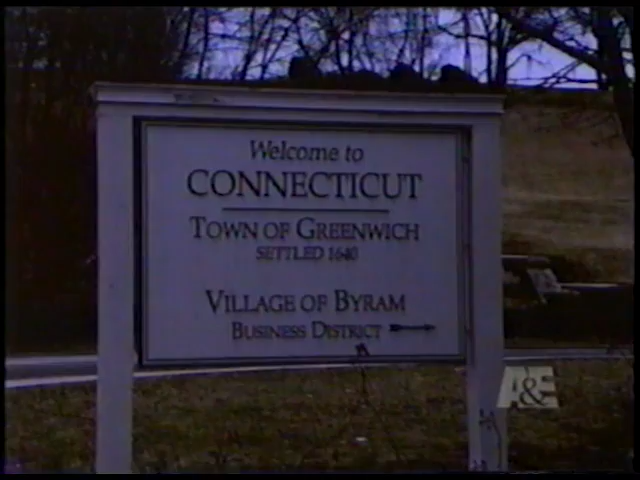 Welcome to
CONNECTICUT
TOWN OF GREENWICH
SETTLED 1640
VILLAGE OF BYRAM
BUSINESS DISTRICT
A&E